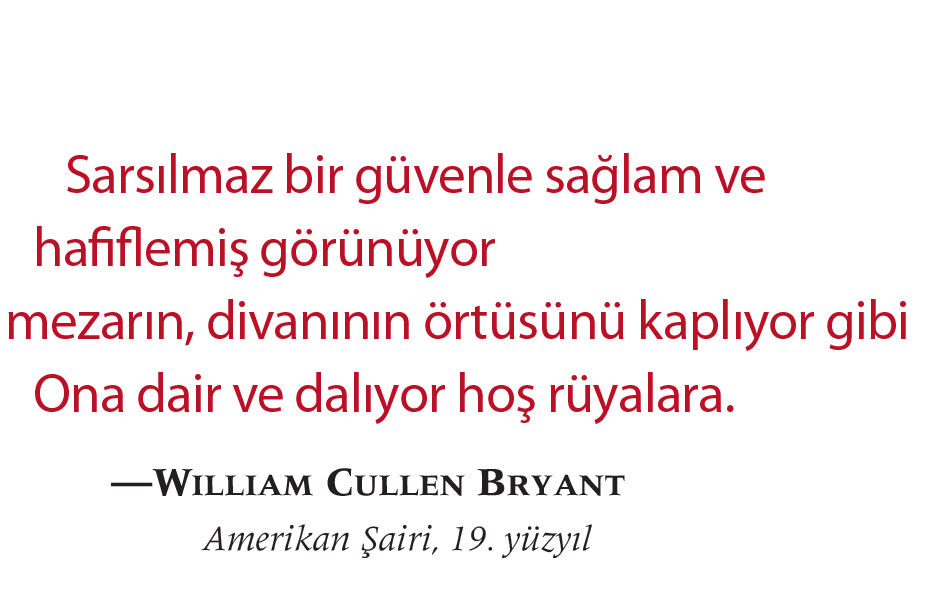 Sarsılmaz bir güvenle sağlam ve
hafiflemiş görünüyor
mezarın, divanının örtüsünü kaplıyor gibi
Ona dair ve dalıyor hoş rüyalara.
—William Cullen Bryant
Amerikan Şairi, 19. yüzyıl